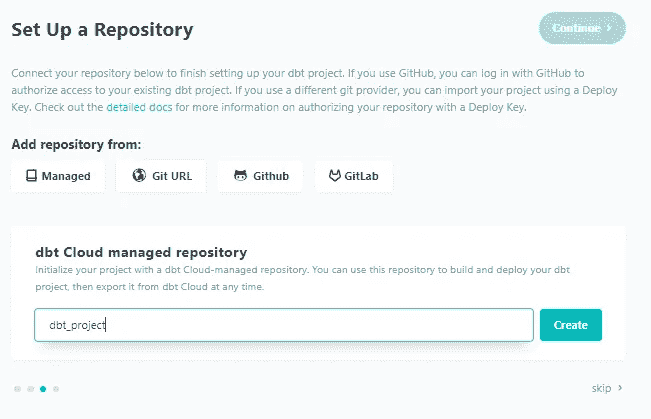 Set Up a Repository
Continue
Connect your repository below to finish setting up your dbt project. If you use GitHub, you can log in with GitHub to
authorize access to your existing dbt project. If you use a different git provider, you can import your project using a Deploy
Key. Check out the detailed docs for more information on authorizing your repository with a Deploy Key.
Add repository from:
Managed Git URL Github GitLab
dbt Cloud managed repository
Initialize your project with a dbt Cloud-managed repository. You can use this repository to build and deploy your dbt
project, then export it from dbt Cloud at any time.
dbt_project Create
skip